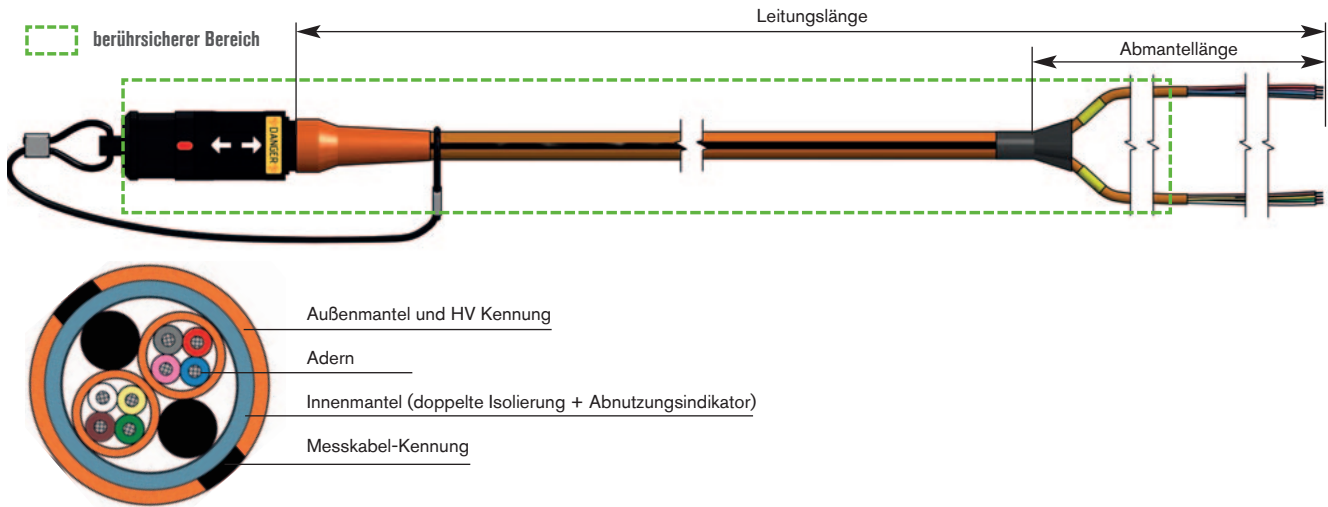 Leitungslänge
berührsicherer Bereich
Abmantellänge
DANGER
Außenmantel und HV Kennung
Adern
Innenmantel (doppelte Isolierung + Abnutzungsindikator)
Messkabel-Kennung